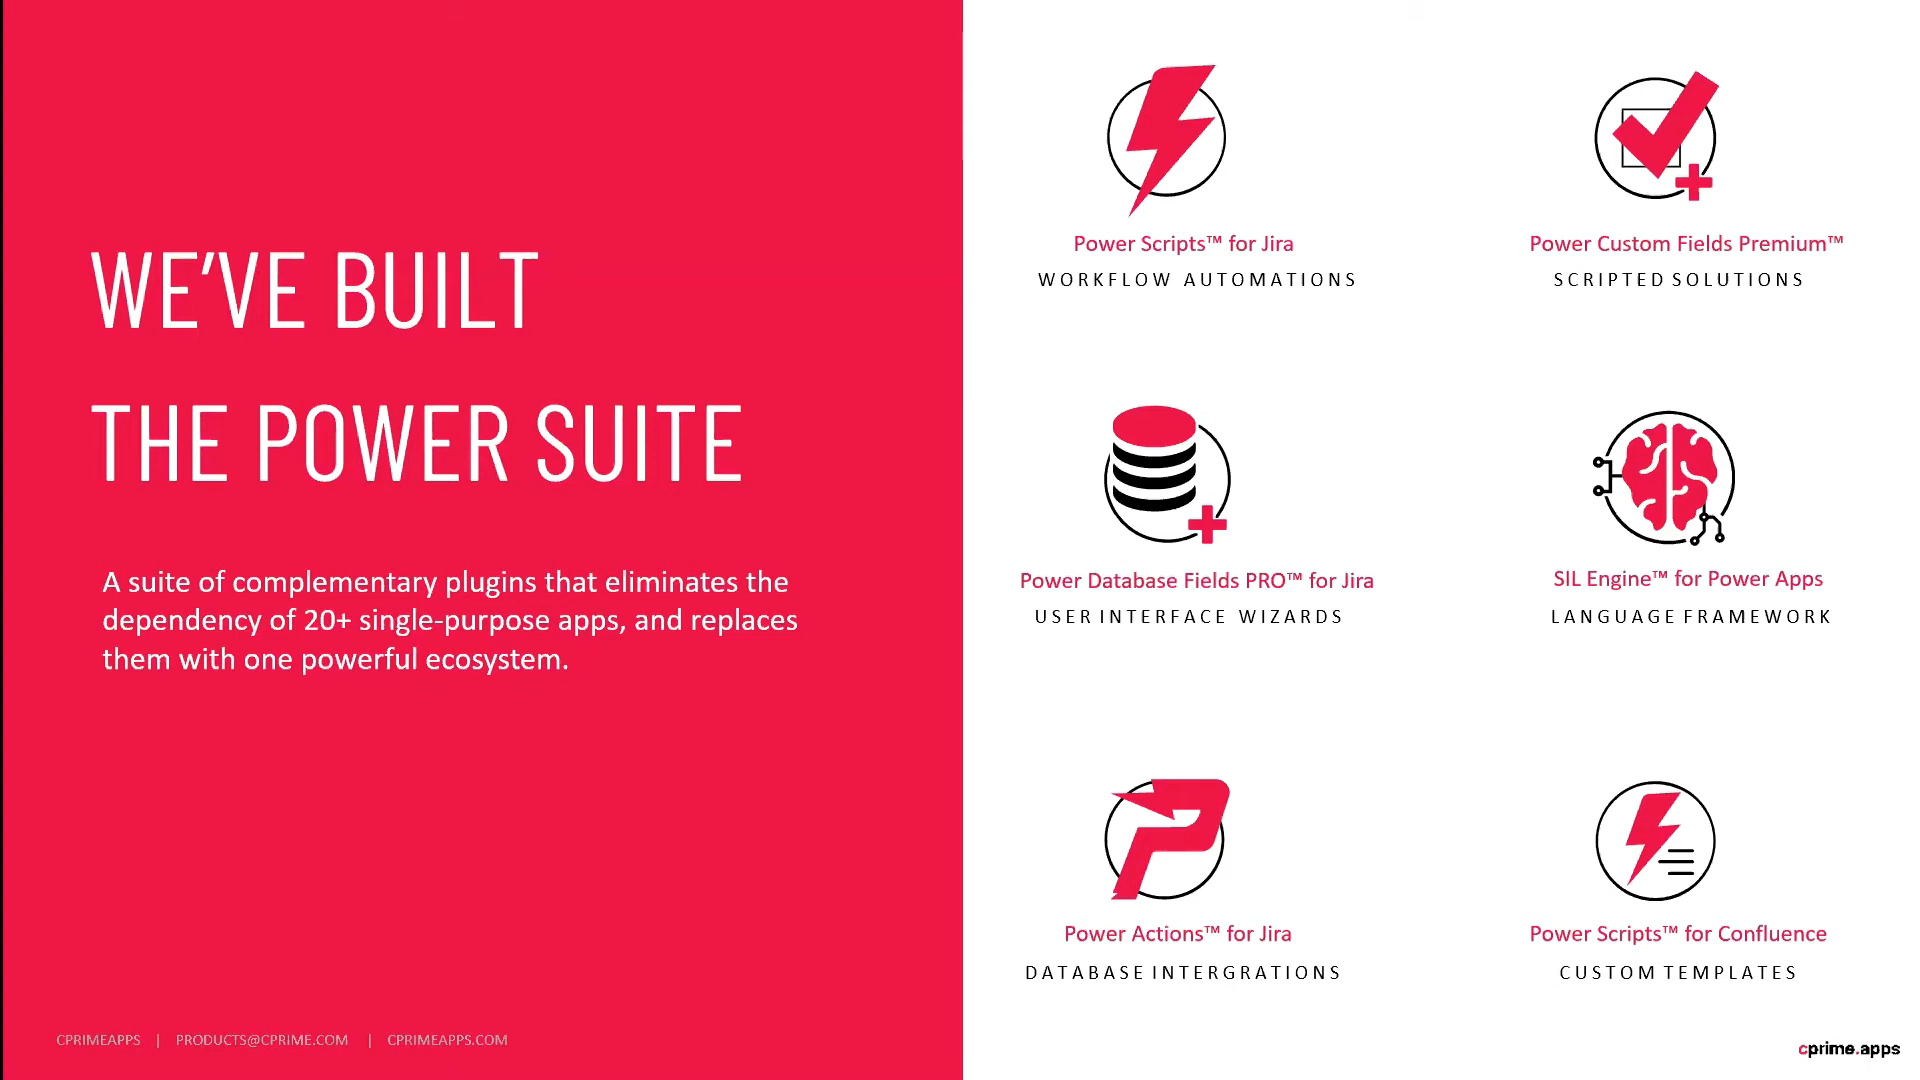 WE’VE BUILT
THE POWER SUITE
A suite of complementary plugins that eliminates the
dependency of 20+ single-purpose apps, and replaces
them with one powerful ecosystem.
CPRIMEAPPS | PRODUCTS@CPRIME.COM | CPRIMEAPPS.COM
Power Scripts™ for Jira
WORKFLOW AUTOMATIONS
Power Custom Fields Premium™
SCRIPTED SOLUTIONS
Power Database Fields PRO™ for Jira
USER INTERFACE WIZARDS
SIL Engine™ for Power Apps
LANGUAGE FRAMEWORK
Power Actions™ for Jira
DATABASE INTERGRATIONS
Power Scripts™ for Confluence
CUSTOM TEMPLATES
cprime.apps